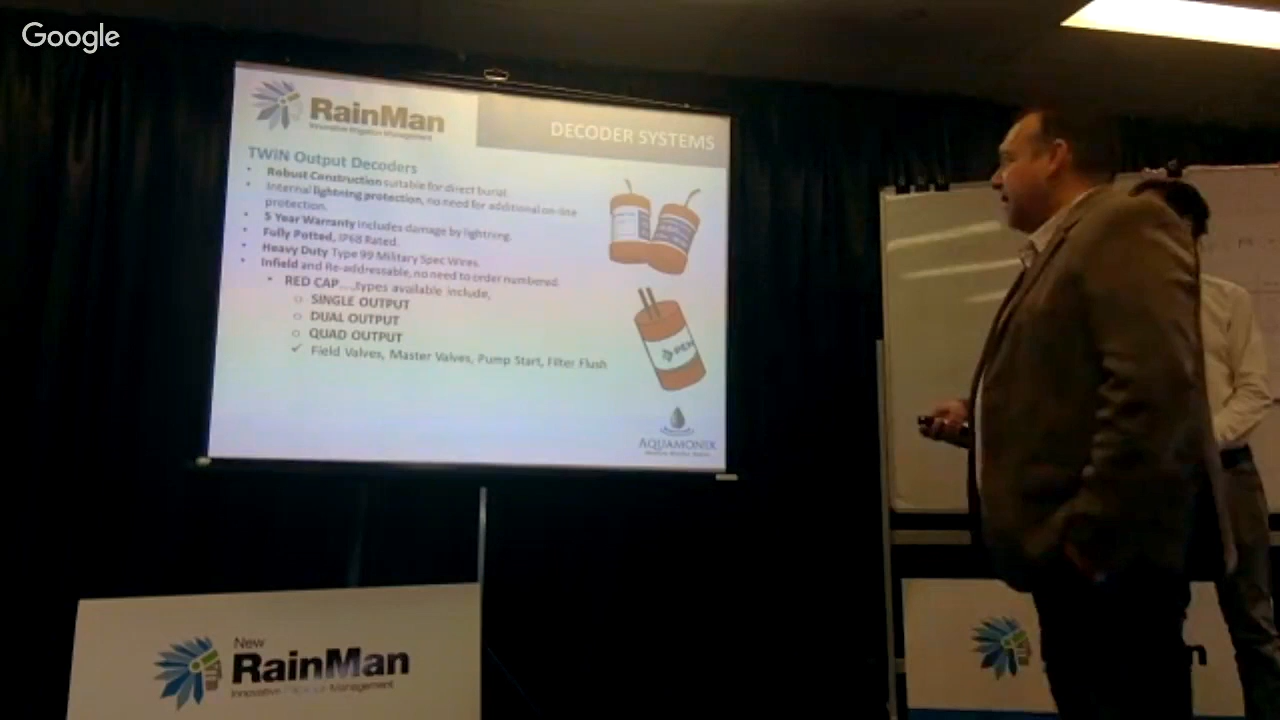 Google
RainMan
Innovative Irrigation Management
DECODER SYSTEMS
TWIN Output Decoders
• Robust Construction suitable for direct burial.
• Internal lightning protection, no need for additional on-line
protection.
• 5 Year Warranty includes damage by lightning.
• Fully Potted, IP68 Rated.
• Heavy Duty Type 99 Military Spec Wires.
• Infield and Re-addressable, no need to order numbered.
• RED CAP....types available include,
○ SINGLE OUTPUT
○ DUAL OUTPUT
○ QUAD OUTPUT
✓ Field Valves, Master Valves, Pump Start, Filter Flush
AQUAMONIX
New
RainMan
Innovative Management
n